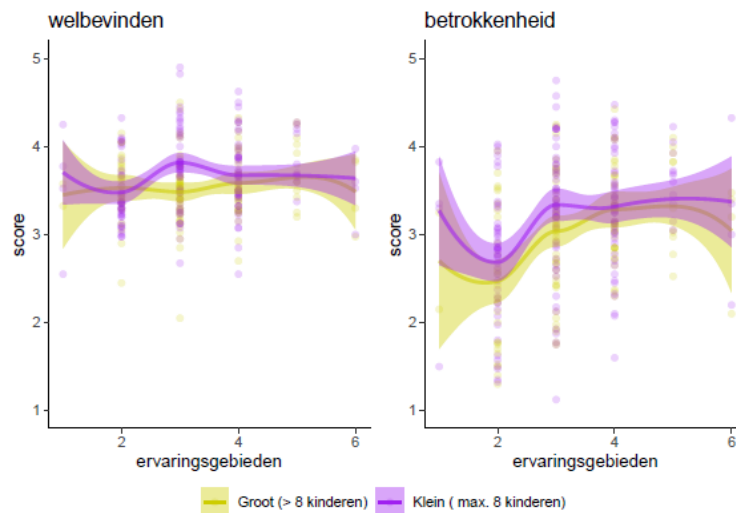 welbevinden
betrokkenheid
5
4
3
2
1
score
2
4
6
ervaringsgebieden
5
4
3
2
1
score
2
4
6
ervaringsgebieden
Groot (> 8 kinderen)
Klein ( max. 8 kinderen)